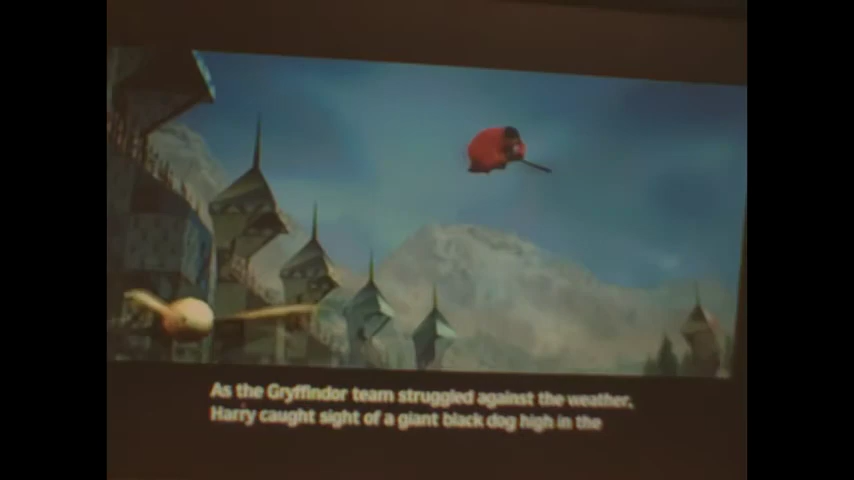 As the Gryffindor team struggled against the weather,
Harry caught sight of a giant black dog high in the